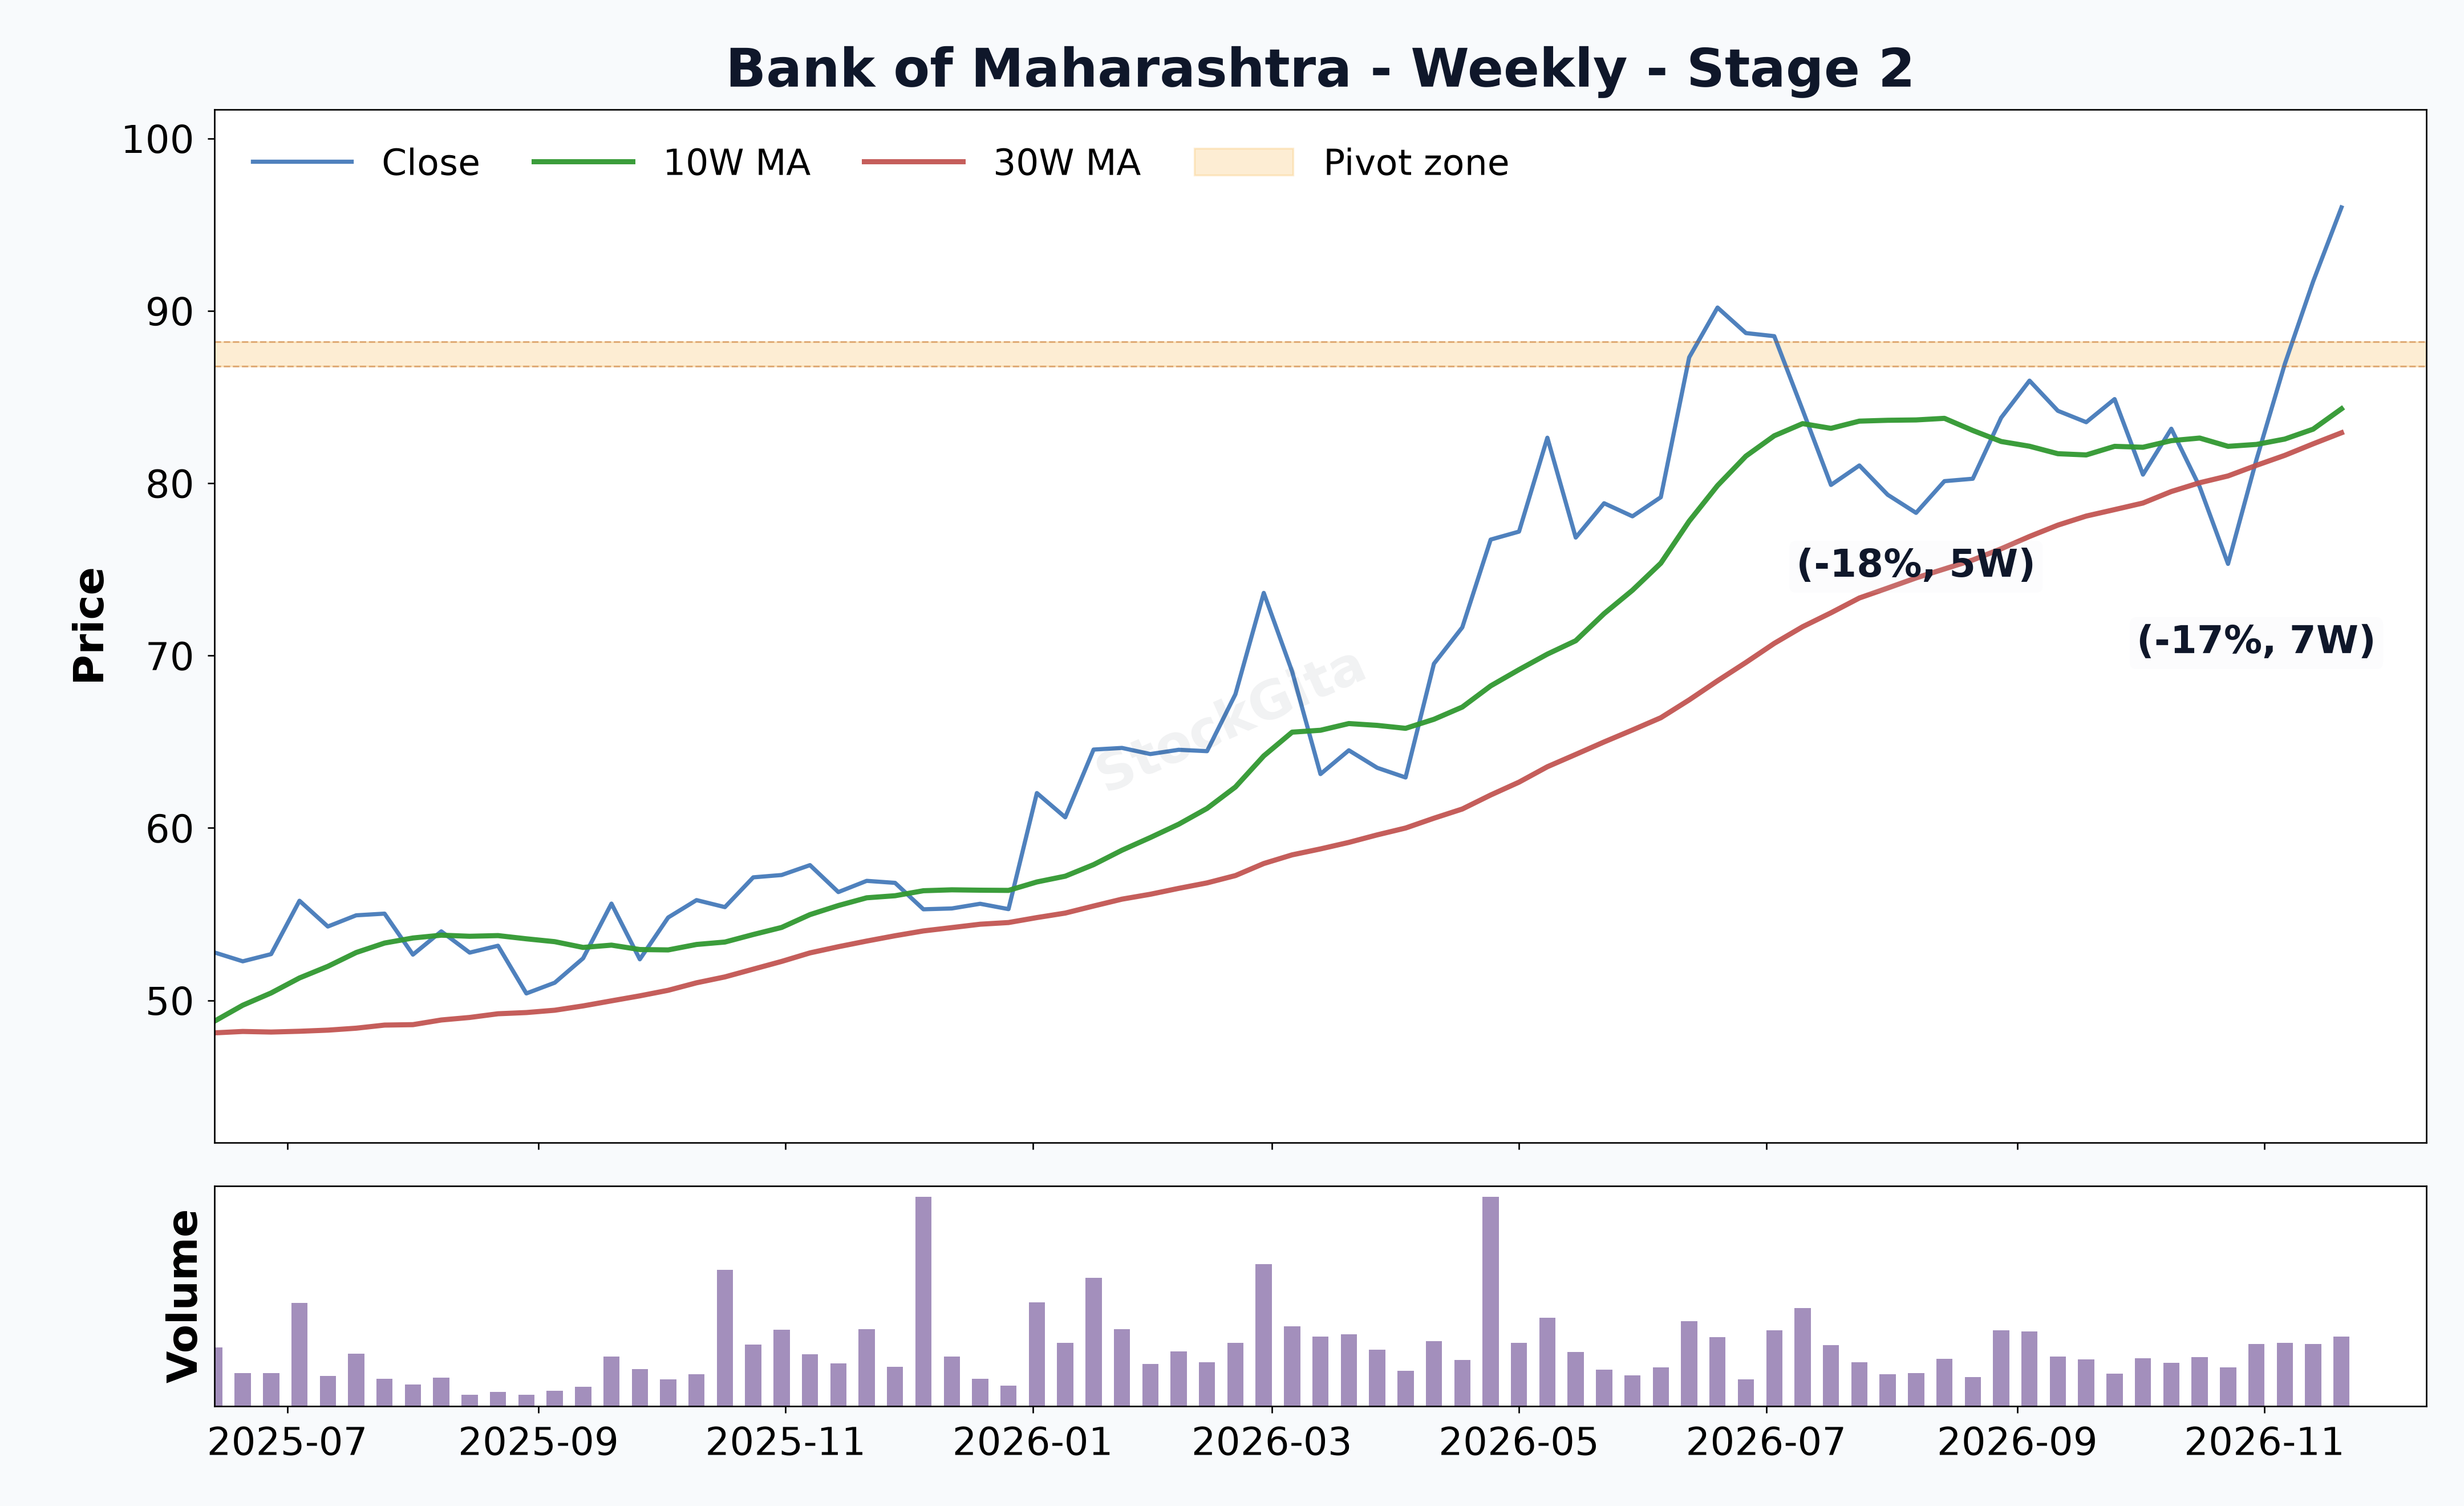 Bank of Maharashtra - Weekly - Stage 2
Close 10W MA 30W MA Pivot zone
100
90
80
70
60
50
Price
(-18%, 5W)
(-17%, 7W)
StockGita
Volume
2025-07 2025-09 2025-11 2026-01 2026-03 2026-05 2026-07 2026-09 2026-11